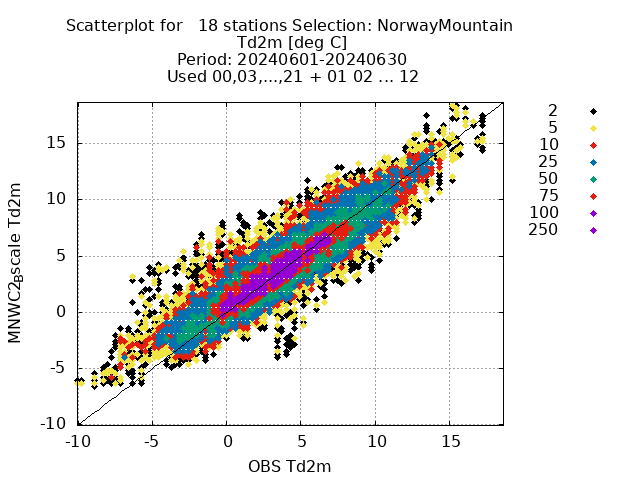 Scatterplot for 18 stations Selection: NorwayMountain
Td2m [deg C]
Period: 20240601-20240630
Used 00,03,...,21 + 01 02 ... 12
2
5
10
25
50
75
100
250
15
10
5
0
-5
-10
-10 -5 0 5 10 15
OBS Td2m